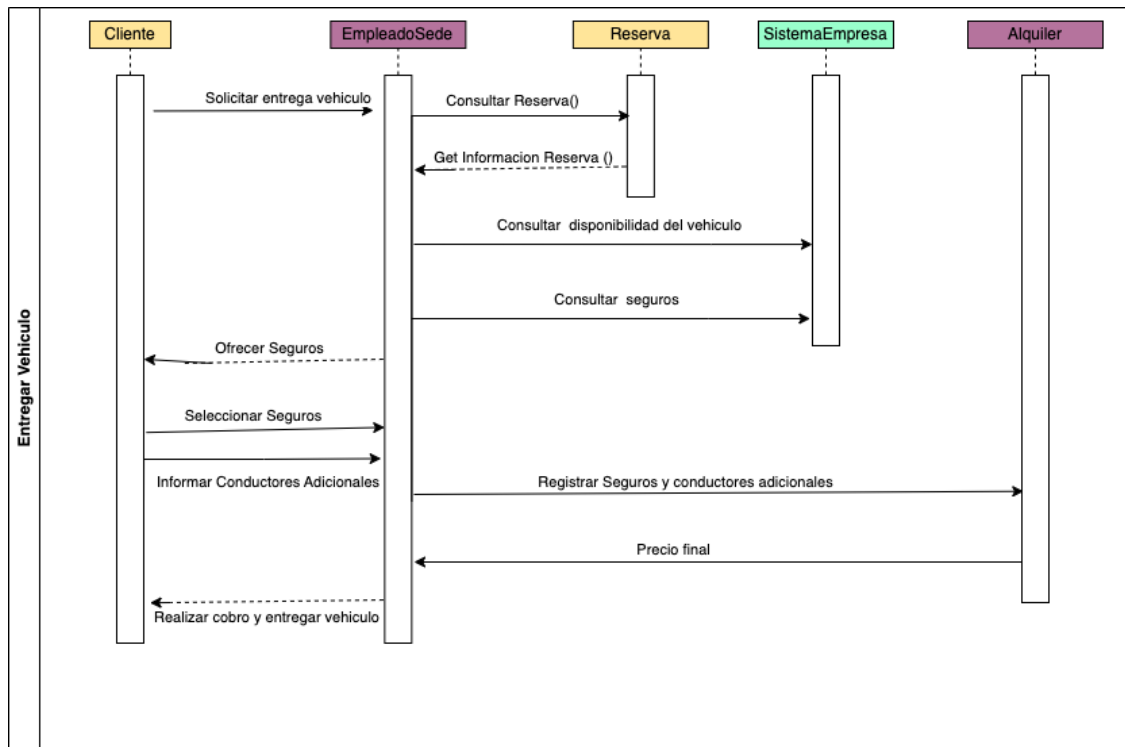 Cliente
EmpleadoSede
Reserva
SistemaEmpresa
Alquiler
Solicitar entrega vehiculo
Consultar Reserva()
Get Informacion Reserva ()
Consultar  disponibilidad del vehiculo
Consultar  seguros
Ofrecer Seguros
Seleccionar Seguros
Informar Conductores Adicionales
Registrar Seguros y conductores adicionales
Precio final
Realizar cobro y entregar vehiculo
Entregar Vehiculo